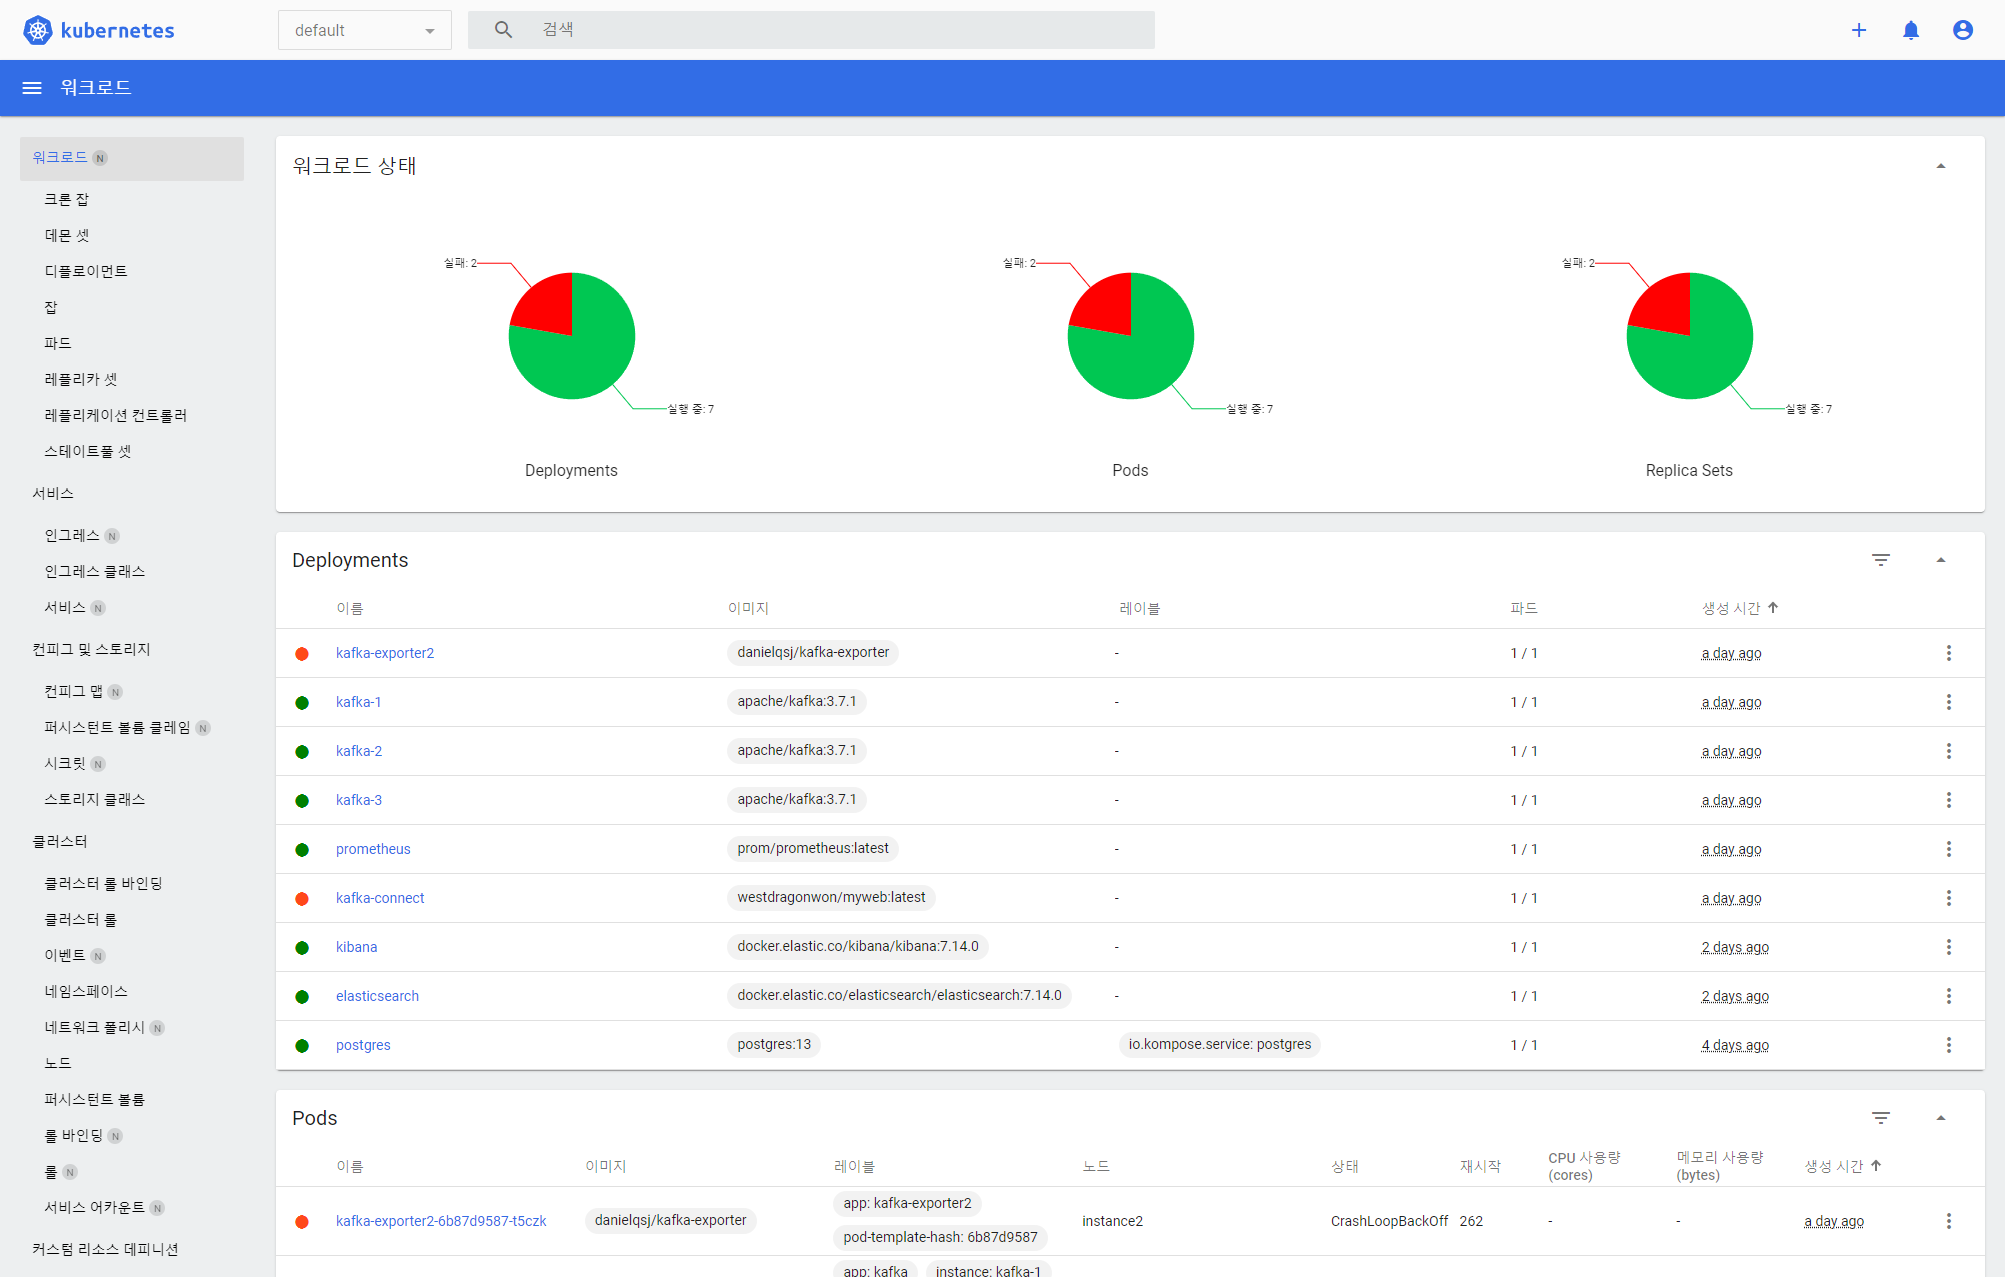 kubernetes
default
검색
워크로드
워크로드 N
크론 잡
데몬 셋
디플로이먼트
잡
파드
레플리카 셋
레플리케이션 컨트롤러
스테이트풀 셋
서비스
인그레스 N
인그레스 클래스
서비스 N
컨피그 및 스토리지
컨피그 맵 N
퍼시스턴트 볼륨 클레임 N
시크릿 N
스토리지 클래스
클러스터
클러스터 롤 바인딩
클러스터 롤
이벤트 N
네임스페이스
네트워크 폴리시 N
노드
퍼시스턴트 볼륨
롤 바인딩 N
롤 N
서비스 어카운트 N
커스텀 리소스 데피니션
워크로드 상태
실패: 2
실행 중: 7
Deployments
실패: 2
실행 중: 7
Pods
실패: 2
실행 중: 7
Replica Sets
Deployments
이름 이미지 레이블 파드 생성 시간
kafka-exporter2 danielqsj/kafka-exporter - 1 / 1 a day ago
kafka-1 apache/kafka:3.7.1 - 1 / 1 a day ago
kafka-2 apache/kafka:3.7.1 - 1 / 1 a day ago
kafka-3 apache/kafka:3.7.1 - 1 / 1 a day ago
prometheus prom/prometheus:latest - 1 / 1 a day ago
kafka-connect westdragonwon/myweb:latest - 1 / 1 a day ago
kibana docker.elastic.co/kibana/kibana:7.14.0 - 1 / 1 2 days ago
elasticsearch docker.elastic.co/elasticsearch/elasticsearch:7.14.0 - 1 / 1 2 days ago
postgres postgres:13 io.kompose.service: postgres 1 / 1 4 days ago
Pods
이름 이미지 레이블 노드 상태 재시작 CPU 사용량 (cores) 메모리 사용량 (bytes) 생성 시간
kafka-exporter2-6b87d9587-t5czk danielqsj/kafka-exporter app: kafka-exporter2 instance2 CrashLoopBackOff 262 - - a day ago
pod-template-hash: 6b87d9587
app: kafka instance: kafka-1